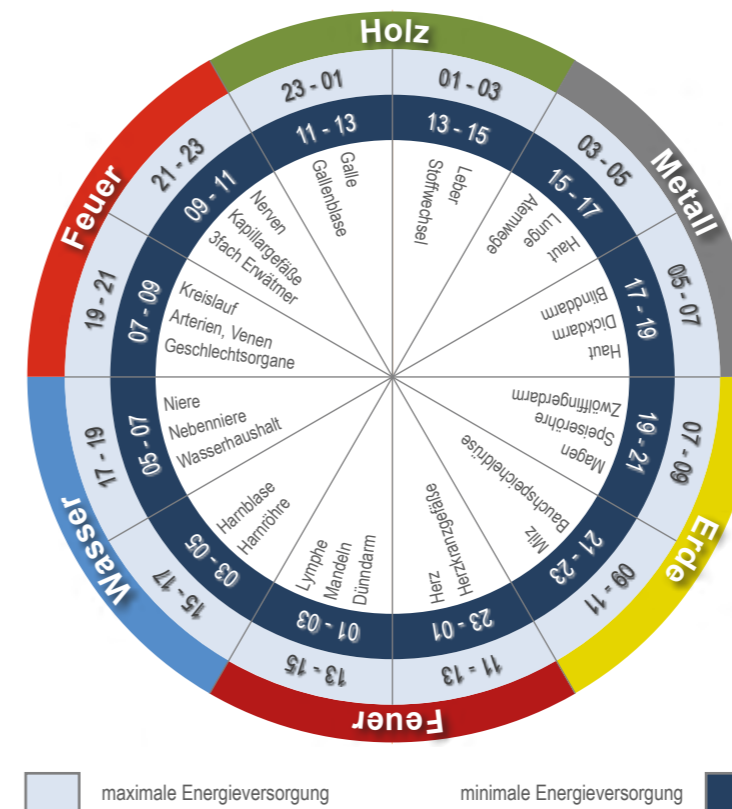 Holz
23 - 01
01 - 03
11 - 13
13 - 15
Galle
Gallenblase
Leber
Stoffwechsel
Metall
03 - 05
15 - 17
Haut
Lunge
Atemwege
05 - 07
17 - 19
Blinddarm
Dickdarm
Haut
Erde
07 - 09
19 - 21
Zwölffingerdarm
Speiseröhre
Magen
09 - 11
21 - 23
Bauchspeicheldrüse
Milz
Feuer
11 - 13
23 - 01
Herzkranzgefäße
Herz
13 - 15
01 - 03
Lymphe
Mandeln
Dünndarm
Wasser
15 - 17
03 - 05
Harnblase
Harnröhre
17 - 19
05 - 07
Niere
Nebenniere
Wasserhaushalt
Feuer
19 - 21
07 - 09
Kreislauf
Arterien, Venen
Geschlechtsorgane
21 - 23
09 - 11
Nerven
Kapillargefäße
3fach Erwätmer
maximale Energieversorgung
minimale Energieversorgung